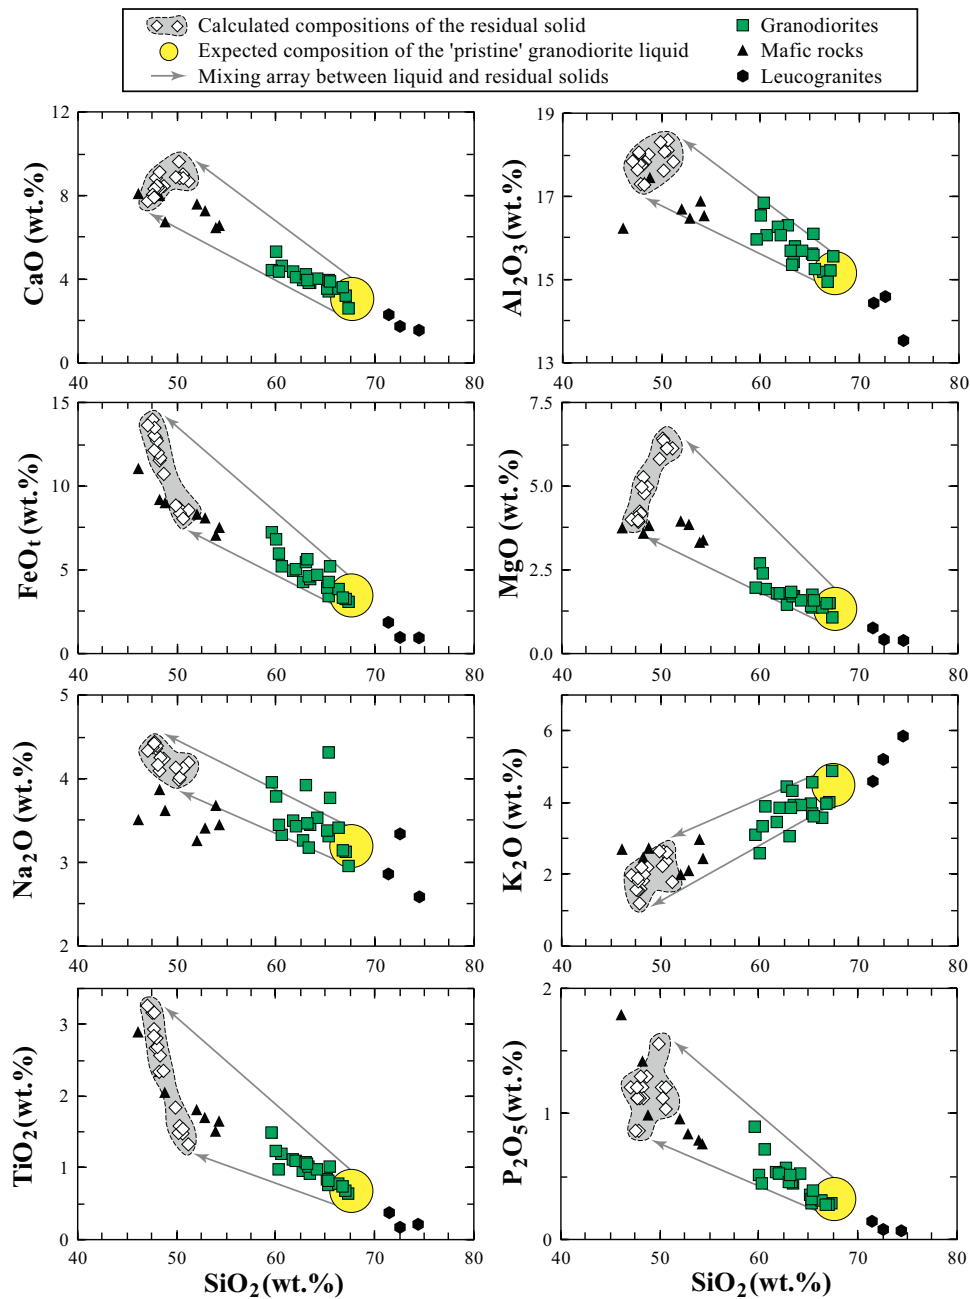 Calculated compositions of the residual solid
Expected composition of the 'pristine' granodiorite liquid
Mixing array between liquid and residual solids
Granodiorites
Mafic rocks
Leucogranites
CaO (wt.%)
12
8
4
0
40 50 60 70 80
Al₂O₃ (wt.%)
19
17
15
13
40 50 60 70 80
FeOₜ (wt.%)
15
10
5
0
40 50 60 70 80
MgO (wt.%)
7.5
5.0
2.5
0.0
40 50 60 70 80
Na₂O (wt.%)
5
4
3
2
40 50 60 70 80
K₂O (wt.%)
6
4
2
0
40 50 60 70 80
TiO₂ (wt.%)
3
2
1
0
40 50 60 70 80
SiO₂ (wt.%)
P₂O₅ (wt.%)
2
1
0
40 50 60 70 80
SiO₂ (wt.%)